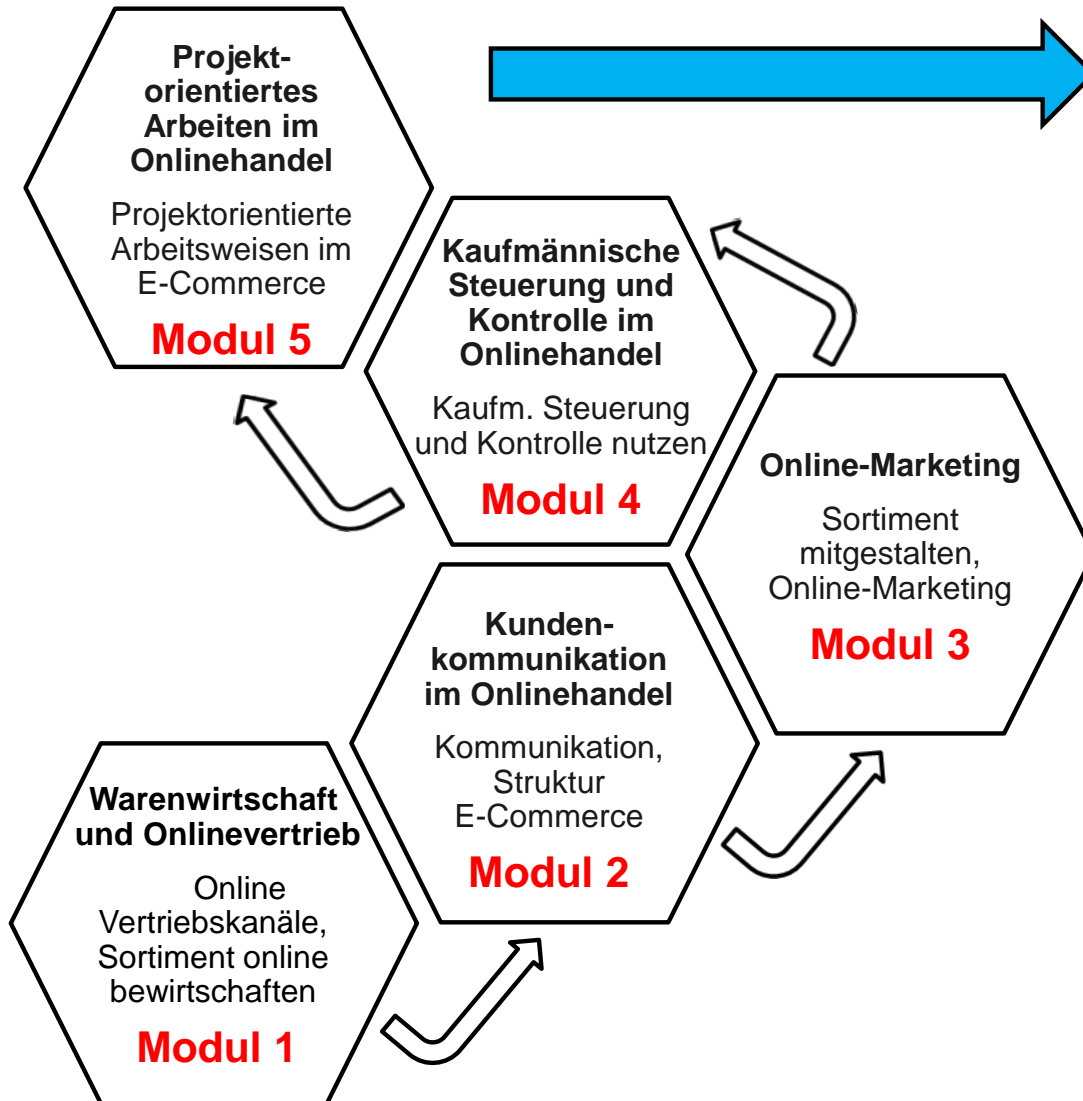 Projekt-
orientiertes
Arbeiten im
Onlinehandel
Projektorientierte
Arbeitsweisen im
E-Commerce
Modul 5
Kaufmännische
Steuerung und
Kontrolle im
Onlinehandel
Kaufm. Steuerung
und Kontrolle nutzen
Modul 4
Online-Marketing
Sortiment
mitgestalten,
Online-Marketing
Modul 3
Kunden-
kommunikation
im Onlinehandel
Kommunikation,
Struktur
E-Commerce
Modul 2
Warenwirtschaft
und Onlinevertrieb
Online
Vertriebskanäle,
Sortiment online
bewirtschaften
Modul 1